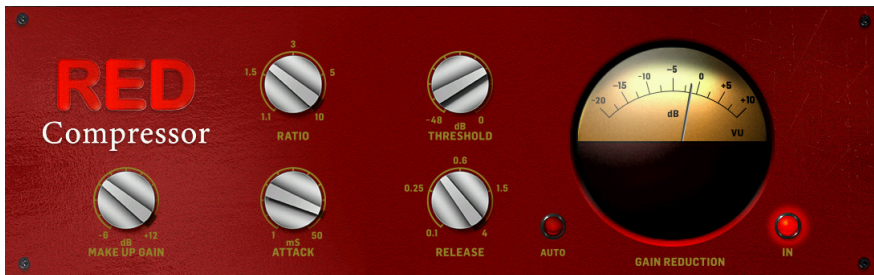 RED
Compressor
1.1
1.5
3
5
10
RATIO
-48
dB
0
THRESHOLD
-20
-15
-10
-5
0
+5
+10
dB
VU
-6
dB
+12
MAKE UP GAIN
1
mS
50
ATTACK
0.1
0.25
0.6
1.5
4
RELEASE
AUTO
GAIN REDUCTION
IN